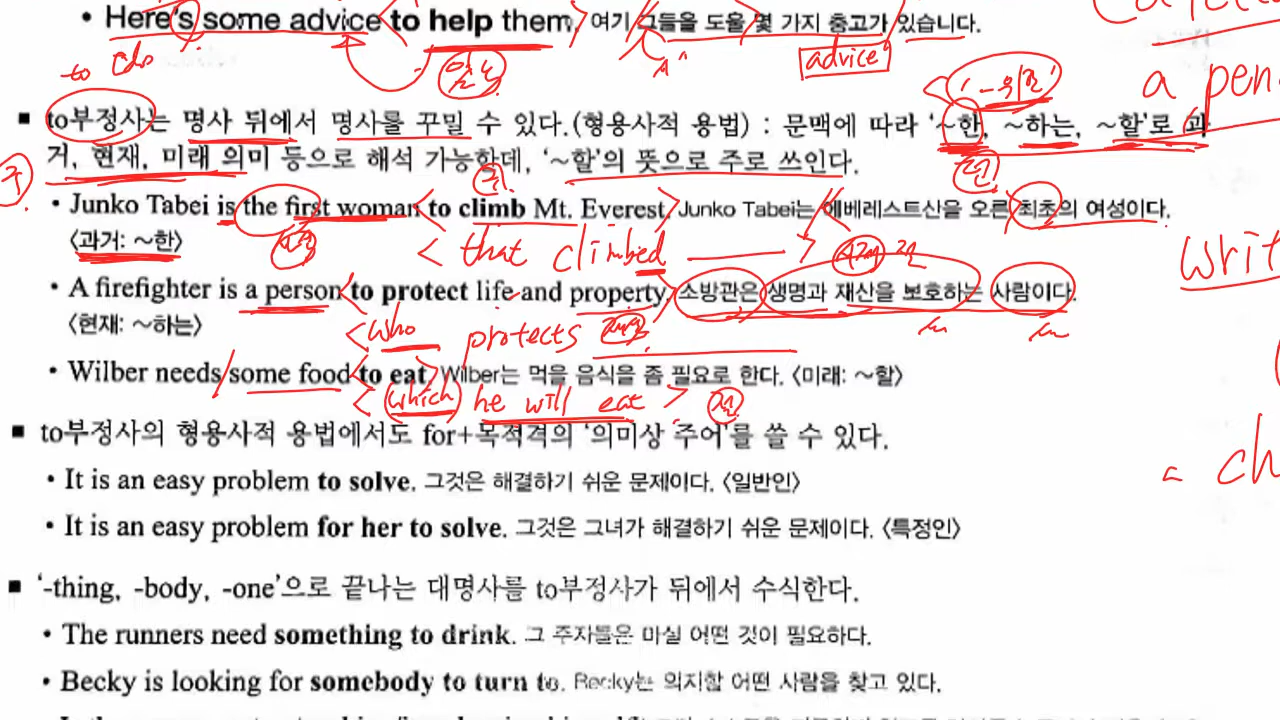 • Here's some advice to help them. 여기 그들을 도울 몇 가지 충고가 있습니다.
to
advice
a pen
■ to부정사는 명사 뒤에서 명사를 꾸밀 수 있다.(형용사적 용법) : 문맥에 따라 '~한, ~하는, ~할'로 과
거, 현재, 미래 의미 등으로 해석 가능한데, '~할'의 뜻으로 주로 쓰인다.
주
• Junko Tabei is the first woman to climb Mt. Everest. Junko Tabei는 에베레스트산을 오른 최초의 여성이다.
〈과거: ~한〉
< that climbed >
writ
• A firefighter is a person to protect life and property. 소방관은 생명과 재산을 보호하는 사람이다.
〈현재: ~하는〉
< who protects
• Wilber needs some food to eat. Wilber는 먹을 음식을 좀 필요로 한다. 〈미래: ~할〉
< (which) he will eat >
■ to부정사의 형용사적 용법에서도 for+목적격의 '의미상 주어'를 쓸 수 있다.
• It is an easy problem to solve. 그것은 해결하기 쉬운 문제이다. 〈일반인〉
a ch
• It is an easy problem for her to solve. 그것은 그녀가 해결하기 쉬운 문제이다. 〈특정인〉
■ '-thing, -body, -one'으로 끝나는 대명사를 to부정사가 뒤에서 수식한다.
• The runners need something to drink. 그 주자들은 마실 어떤 것이 필요하다.
• Becky is looking for somebody to turn to. Becky는 의지할 어떤 사람을 찾고 있다.